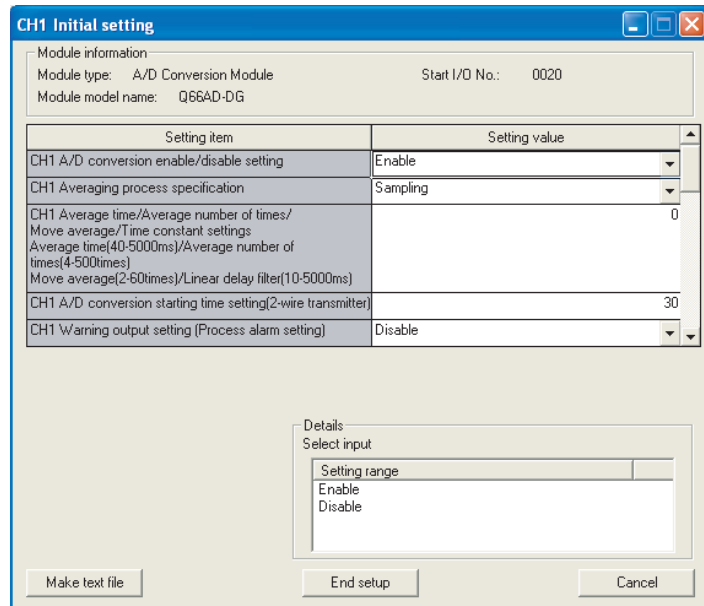 CH1 Initial setting
Module information
Module type: A/D Conversion Module Start I/O No.: 0020
Module model name: Q66AD-DG
Setting item Setting value
CH1 A/D conversion enable/disable setting Enable
CH1 Averaging process specification Sampling
CH1 Average time/Average number of times/ 0
Move average/Time constant settings
Average time(40-5000ms)/Average number of
times(4-500times)
Move average(2-60times)/Linear delay filter(10-5000ms)
CH1 A/D conversion starting time setting(2-wire transmitter) 30
CH1 Warning output setting (Process alarm setting) Disable
Details
Select input
Setting range
Enable
Disable
Make text file End setup Cancel